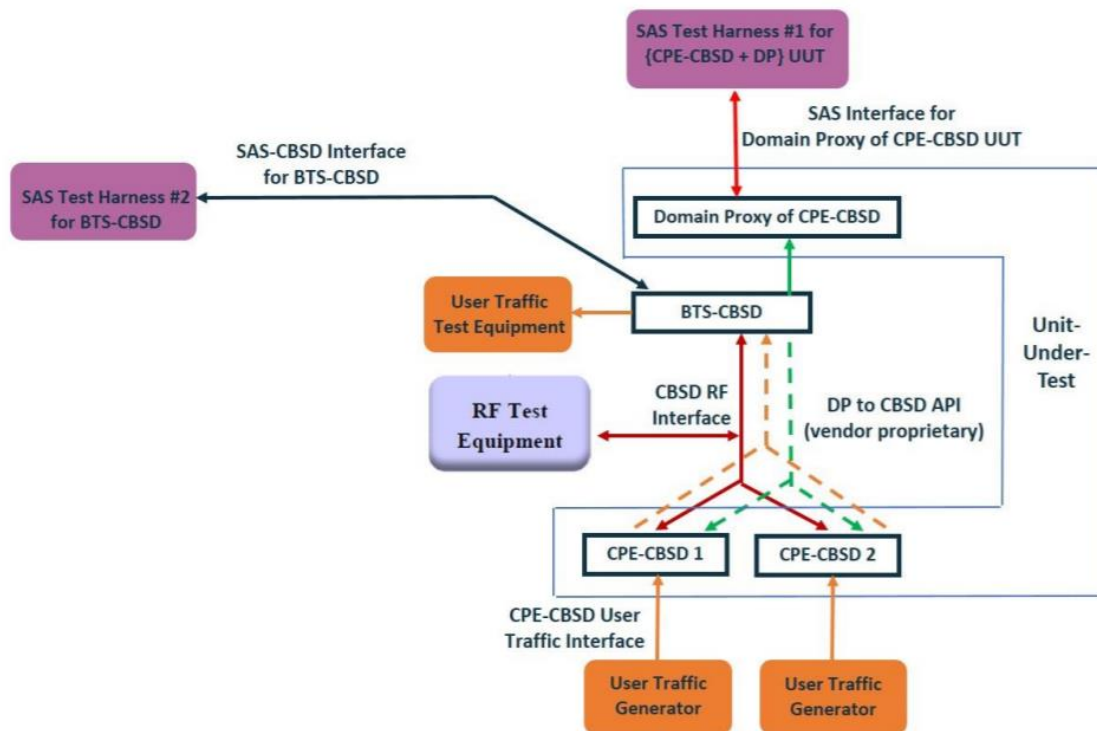 SAS Test Harness #1 for
{CPE-CBSD + DP} UUT
SAS Interface for
Domain Proxy of CPE-CBSD UUT
SAS-CBSD Interface
for BTS-CBSD
SAS Test Harness #2
for BTS-CBSD
Domain Proxy of CPE-CBSD
User Traffic
Test Equipment
BTS-CBSD
Unit-
Under-
Test
RF Test
Equipment
CBSD RF
Interface
DP to CBSD API
(vendor proprietary)
CPE-CBSD 1
CPE-CBSD 2
CPE-CBSD User
Traffic Interface
User Traffic
Generator
User Traffic
Generator